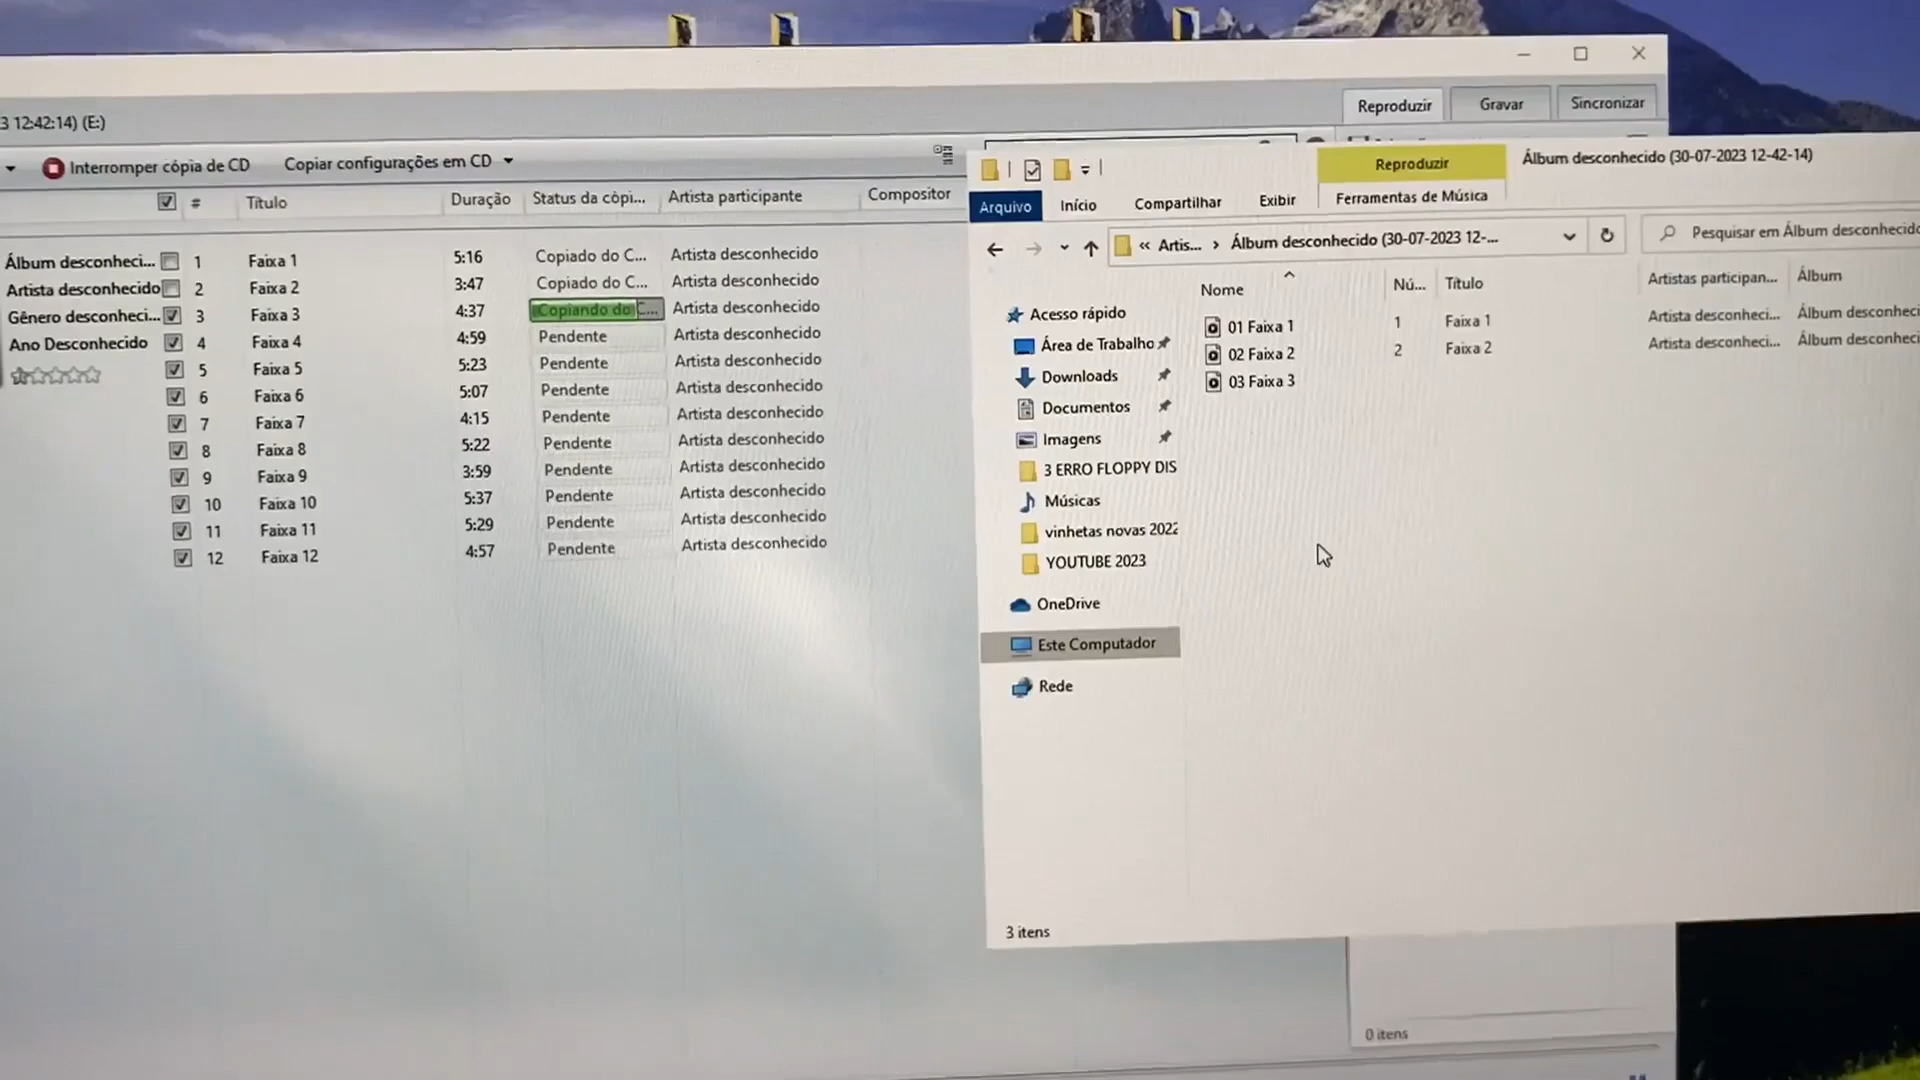 3 12:42:14) (E:)
Reproduzir
Gravar
Sincronizar
Interromper cópia de CD
Copiar configurações em CD
# Título Duração Status da còpi... Artista participante Compositor
Álbum desconheci... 1 Faixa 1 5:16 Copiado do C... Artista desconhecido
Artista desconhecido 2 Faixa 2 3:47 Copiado do C... Artista desconhecido
Gênero desconheci... 3 Faixa 3 4:37 Copiando do C... Artista desconhecido
Ano Desconhecido 4 Faixa 4 4:59 Pendente Artista desconhecido
5 Faixa 5 5:23 Pendente Artista desconhecido
6 Faixa 6 5:07 Pendente Artista desconhecido
7 Faixa 7 4:15 Pendente Artista desconhecido
8 Faixa 8 5:22 Pendente Artista desconhecido
9 Faixa 9 3:59 Pendente Artista desconhecido
10 Faixa 10 5:37 Pendente Artista desconhecido
11 Faixa 11 5:29 Pendente Artista desconhecido
12 Faixa 12 4:57 Pendente Artista desconhecido
Reproduzir
Álbum desconhecido (30-07-2023 12-42-14)
Arquivo Início Compartilhar Exibir Ferramentas de Música
« Artis... › Álbum desconhecido (30-07-2023 12-...
Pesquisar em Álbum desconhecido
Nome Nú... Título Artistas participan... Álbum
01 Faixa 1 1 Faixa 1 Artista desconheci... Álbum desconheci
02 Faixa 2 2 Faixa 2 Artista desconheci... Álbum desconheci
03 Faixa 3
Acesso rápido
Área de Trabalho
Downloads
Documentos
Imagens
3 ERRO FLOPPY DIS
Músicas
vinhetas novas 2022
YOUTUBE 2023
OneDrive
Este Computador
Rede
3 itens
0 itens